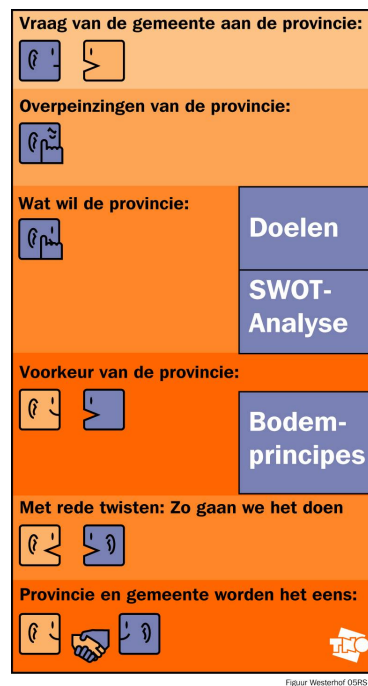 Vraag van de gemeente aan de provincie:
Overpeinzingen van de provincie:
Wat wil de provincie:
Doelen
SWOT-
Analyse
Voorkeur van de provincie:
Bodem-
principes
Met rede twisten: Zo gaan we het doen
Provincie en gemeente worden het eens:
TNO
Figuur Westerhof 05RS